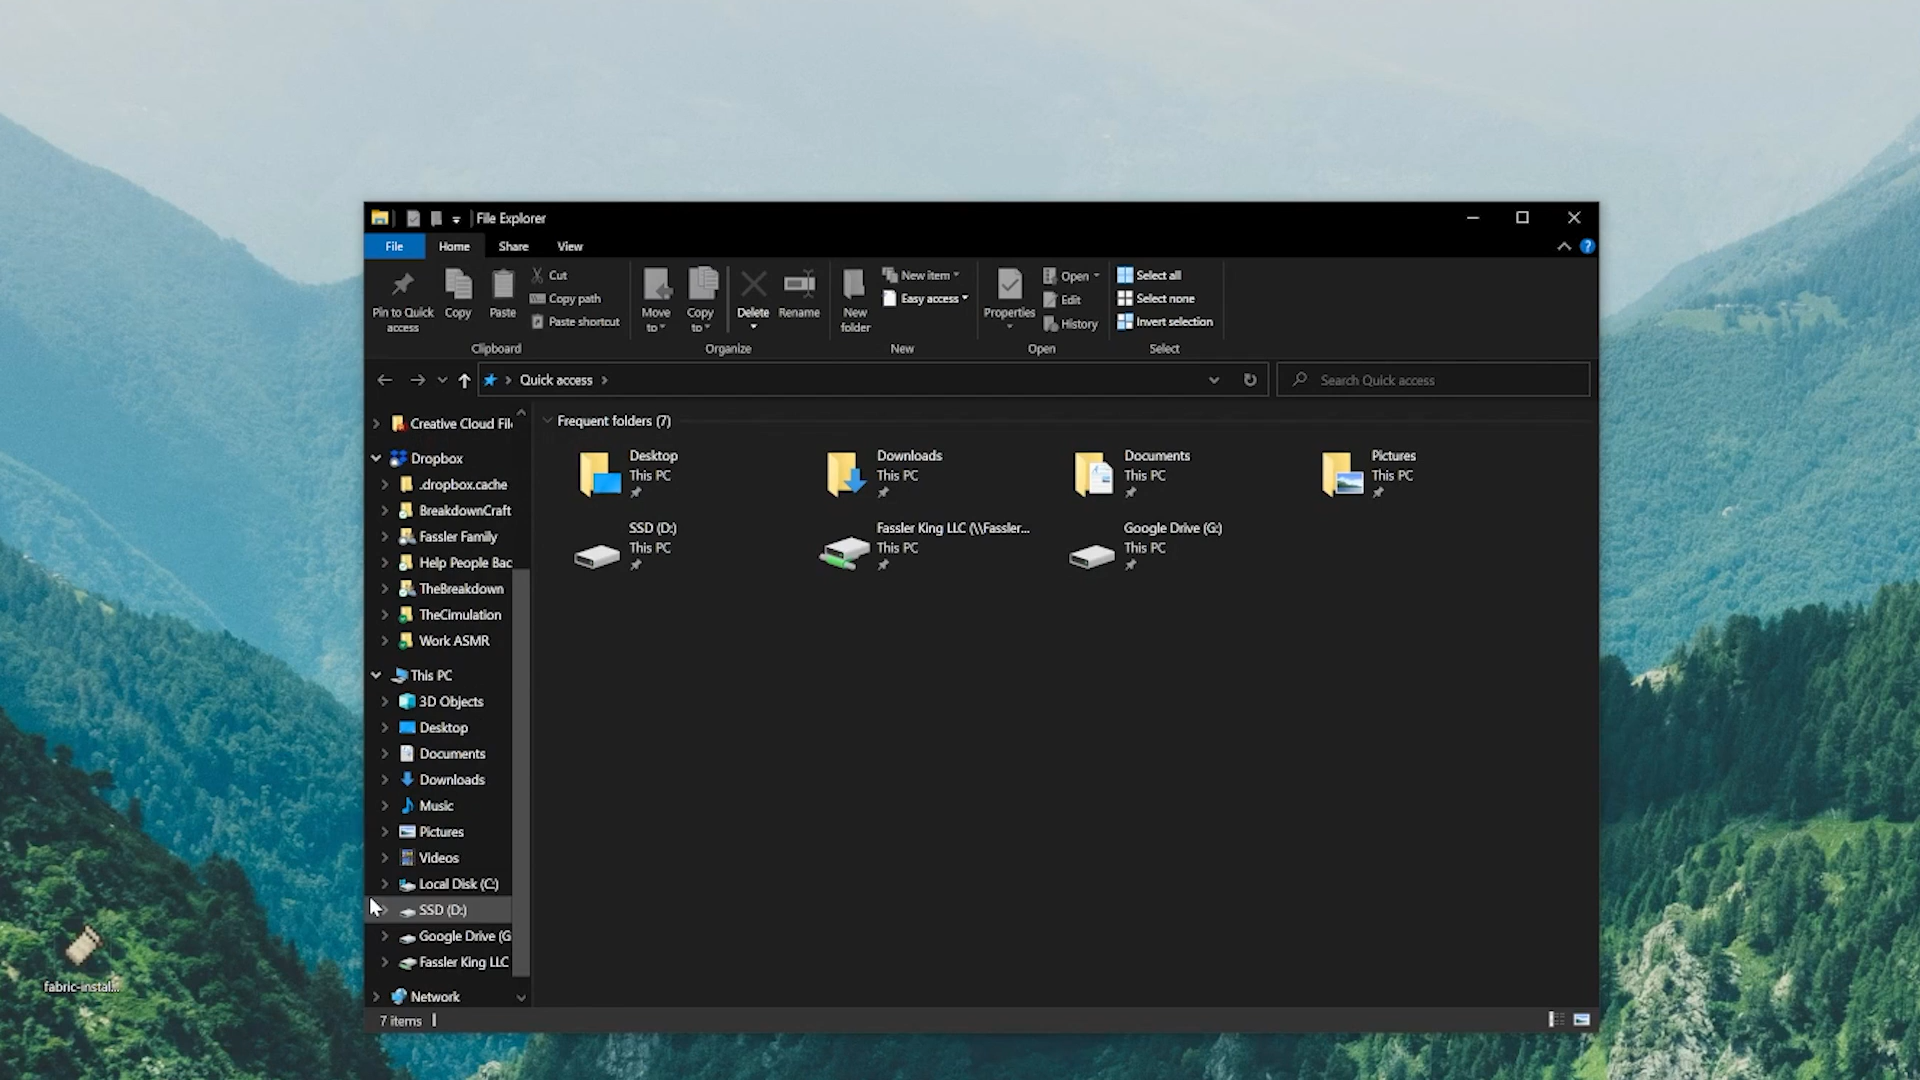 File Explorer
File Home Share View
Pin to Quick access
Copy
Paste
Cut
Copy path
Paste shortcut
Clipboard
Move to
Copy to
Delete
Rename
Organize
New folder
New item
Easy access
New
Properties
Open
Edit
History
Open
Select all
Select none
Invert selection
Select
Quick access
Search Quick access
Creative Cloud Fil
Dropbox
.dropbox.cache
BreakdownCraft
Fassler Family
Help People Bac
TheBreakdown
TheCimulation
Work ASMR
This PC
3D Objects
Desktop
Documents
Downloads
Music
Pictures
Videos
Local Disk (C:)
SSD (D:)
Google Drive (G
Fassler King LLC
Network
Frequent folders (7)
Desktop
This PC
Downloads
This PC
Documents
This PC
Pictures
This PC
SSD (D:)
This PC
Fassler King LLC (\\Fassler...
This PC
Google Drive (G:)
This PC
7 items
fabric-instal...